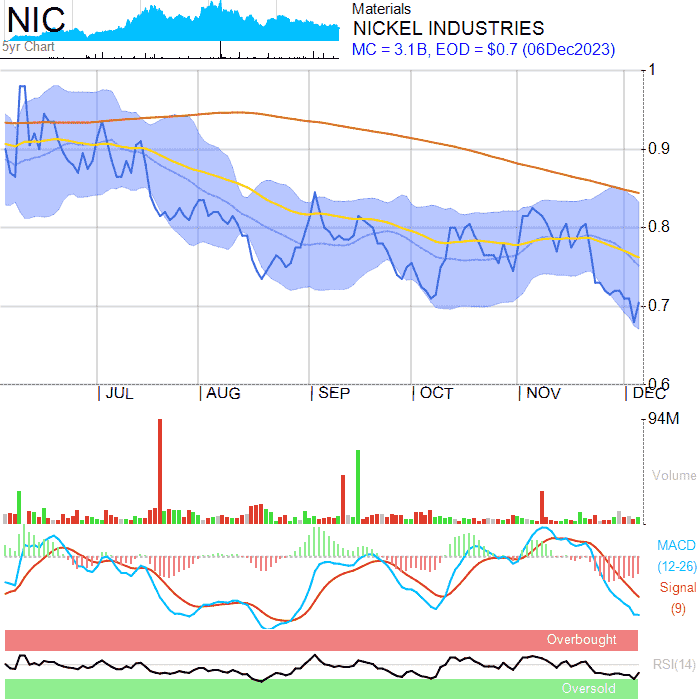 NIC
5yr Chart
Materials
NICKEL INDUSTRIES
MC = 3.1B, EOD = $0.7 (06Dec2023)
1
0.9
0.8
0.7
0.6
JUL AUG SEP OCT NOV DEC
94M
Volume
MACD
(12-26)
Signal
(9)
Overbought
RSI(14)
Oversold